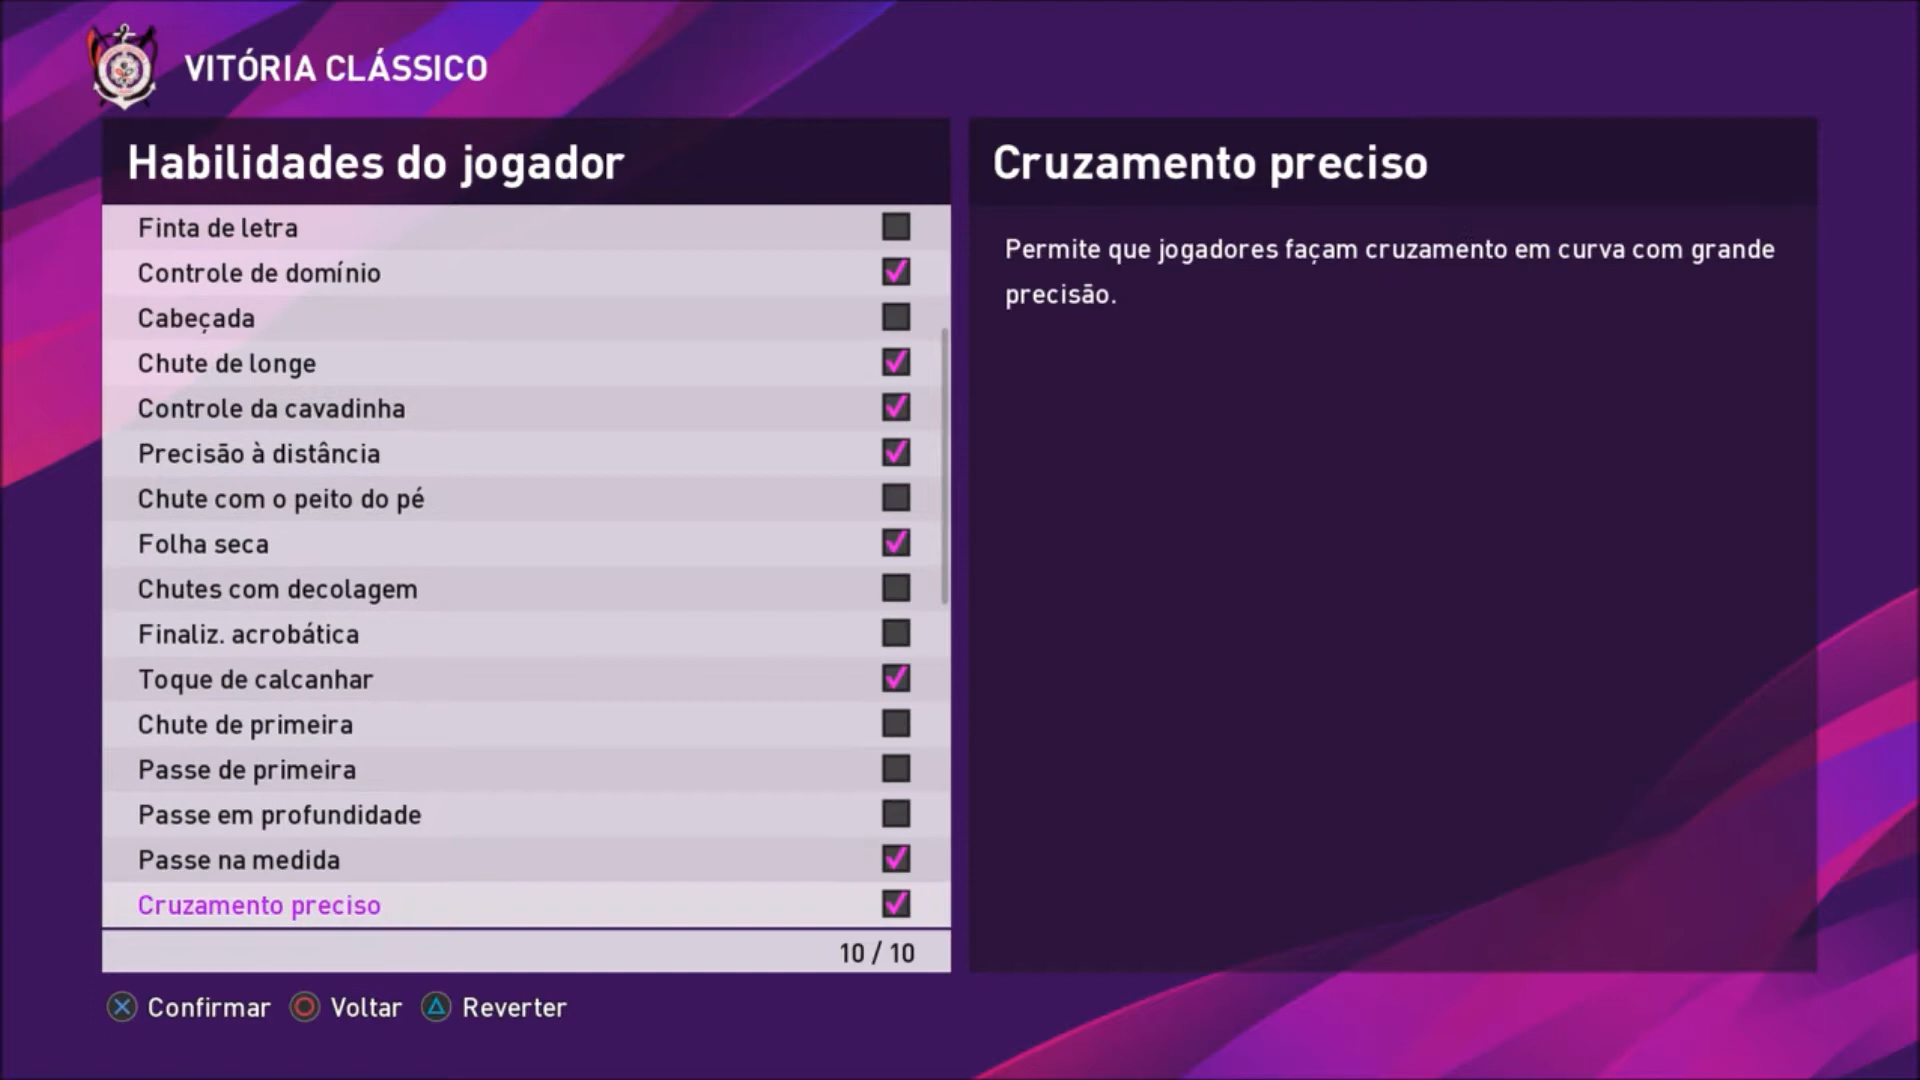 VITÓRIA CLÁSSICO
Habilidades do jogador
Finta de letra
Controle de domínio
Cabeçada
Chute de longe
Controle da cavadinha
Precisão à distância
Chute com o peito do pé
Folha seca
Chutes com decolagem
Finaliz. acrobática
Toque de calcanhar
Chute de primeira
Passe de primeira
Passe em profundidade
Passe na medida
Cruzamento preciso
10 / 10
Cruzamento preciso
Permite que jogadores façam cruzamento em curva com grande
precisão.
Confirmar Voltar Reverter